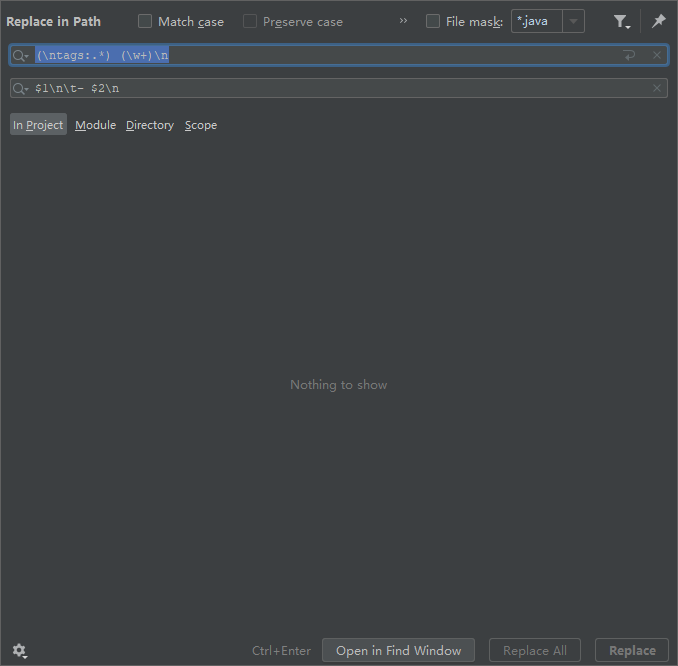 Replace in Path Match case Preserve case >> File mask: *.java
(\ntags:.*) (\w+)\n
$1\n\t- $2\n
In Project Module Directory Scope
Nothing to show
Ctrl+Enter Open in Find Window Replace All Replace